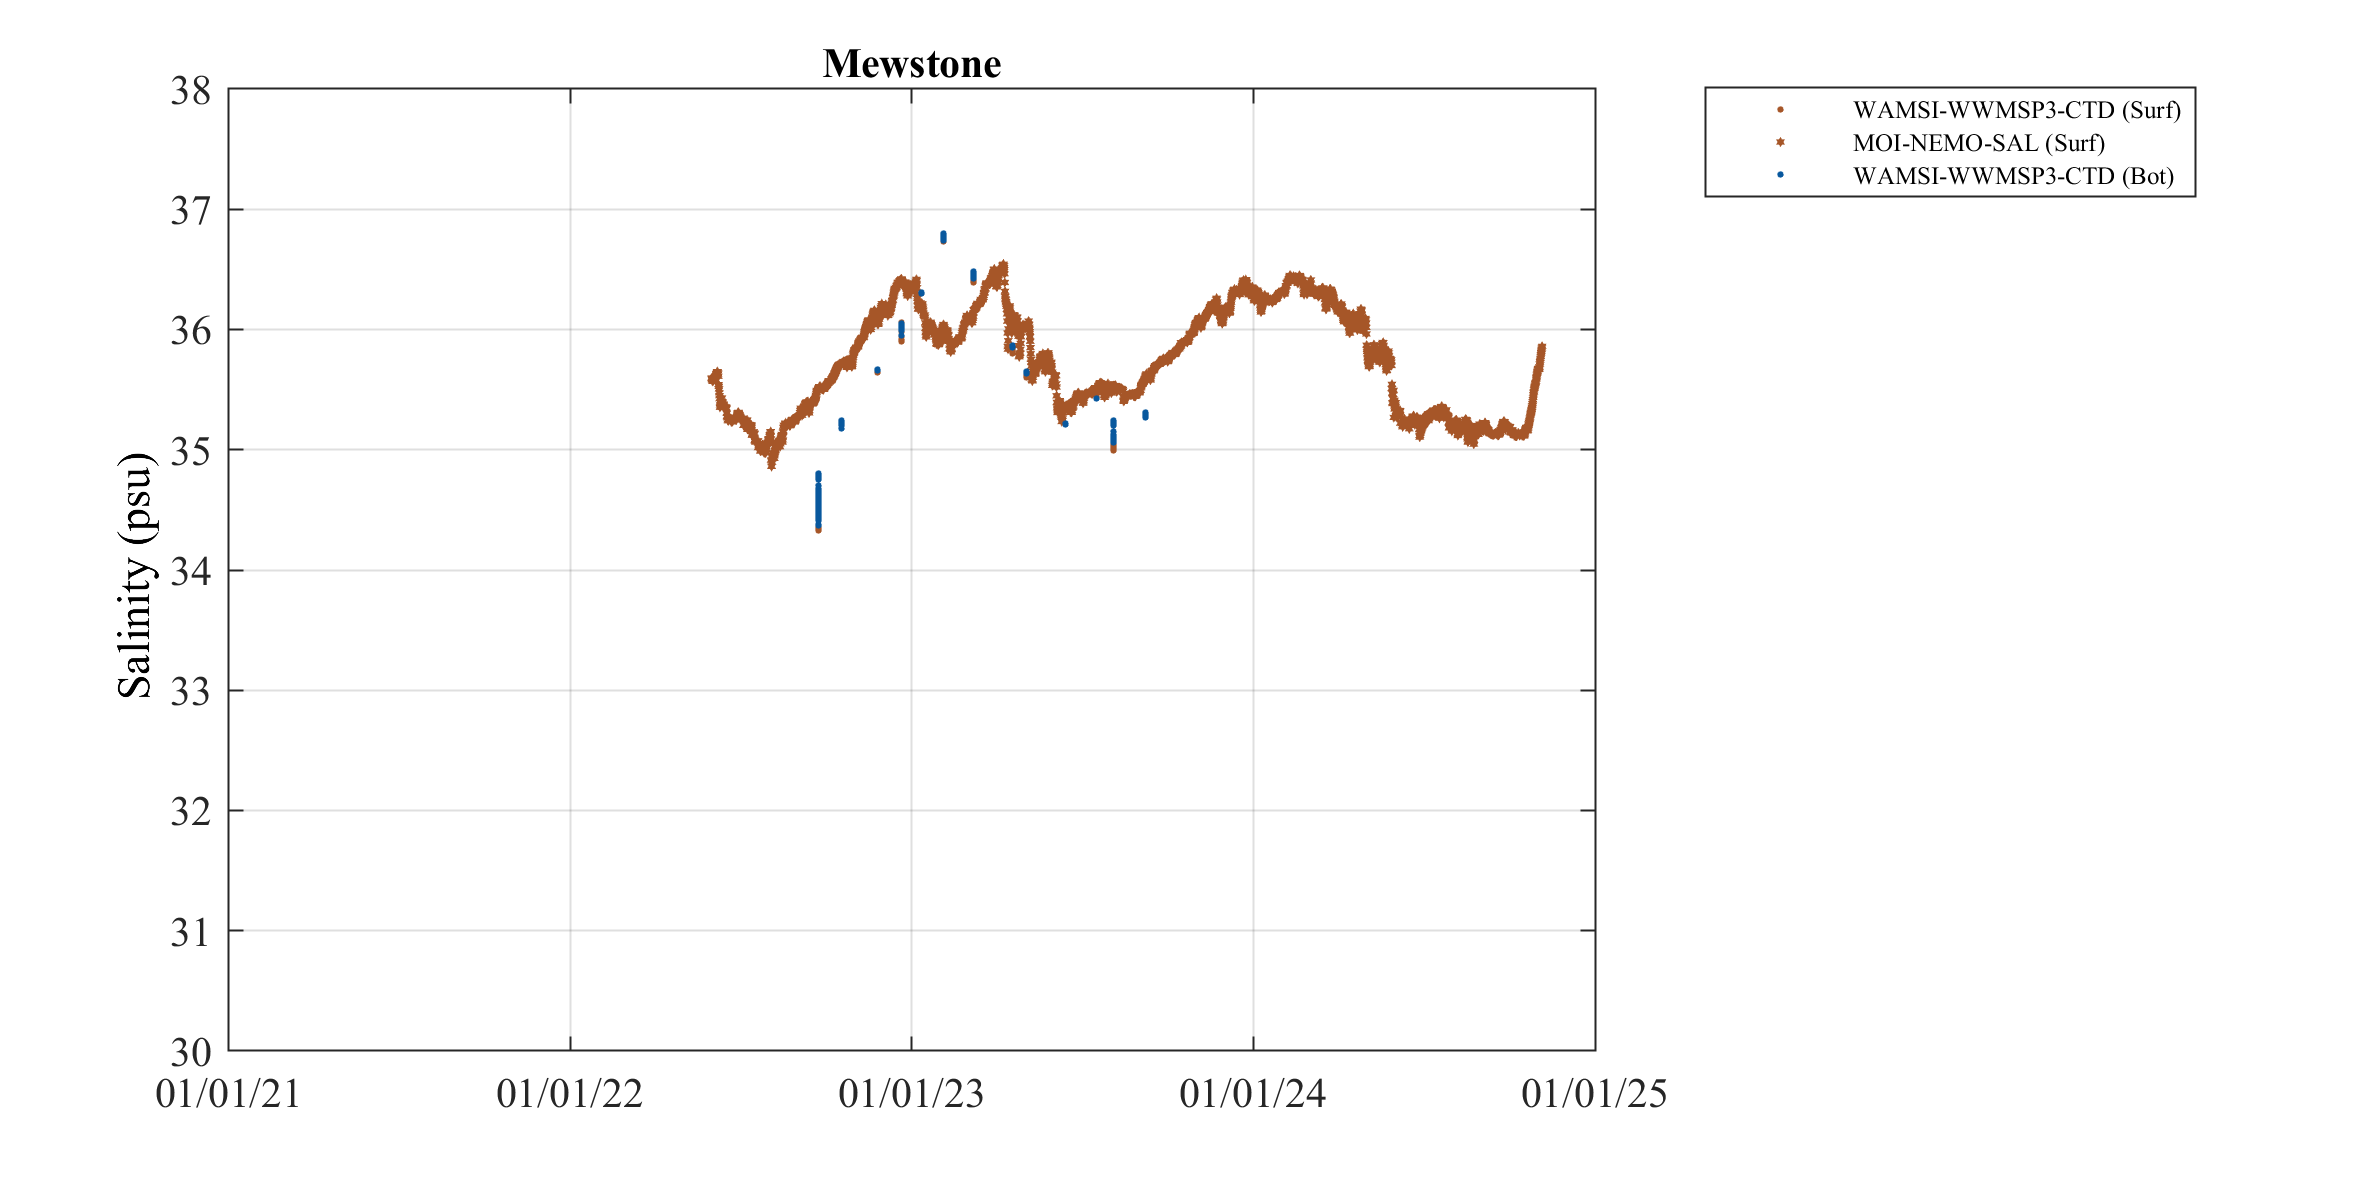 Mewstone
38
37
36
35
34
33
32
31
30
Salinity (psu)
01/01/21
01/01/22
01/01/23
01/01/24
01/01/25
WAMSI-WWMSP3-CTD (Surf)
MOI-NEMO-SAL (Surf)
WAMSI-WWMSP3-CTD (Bot)